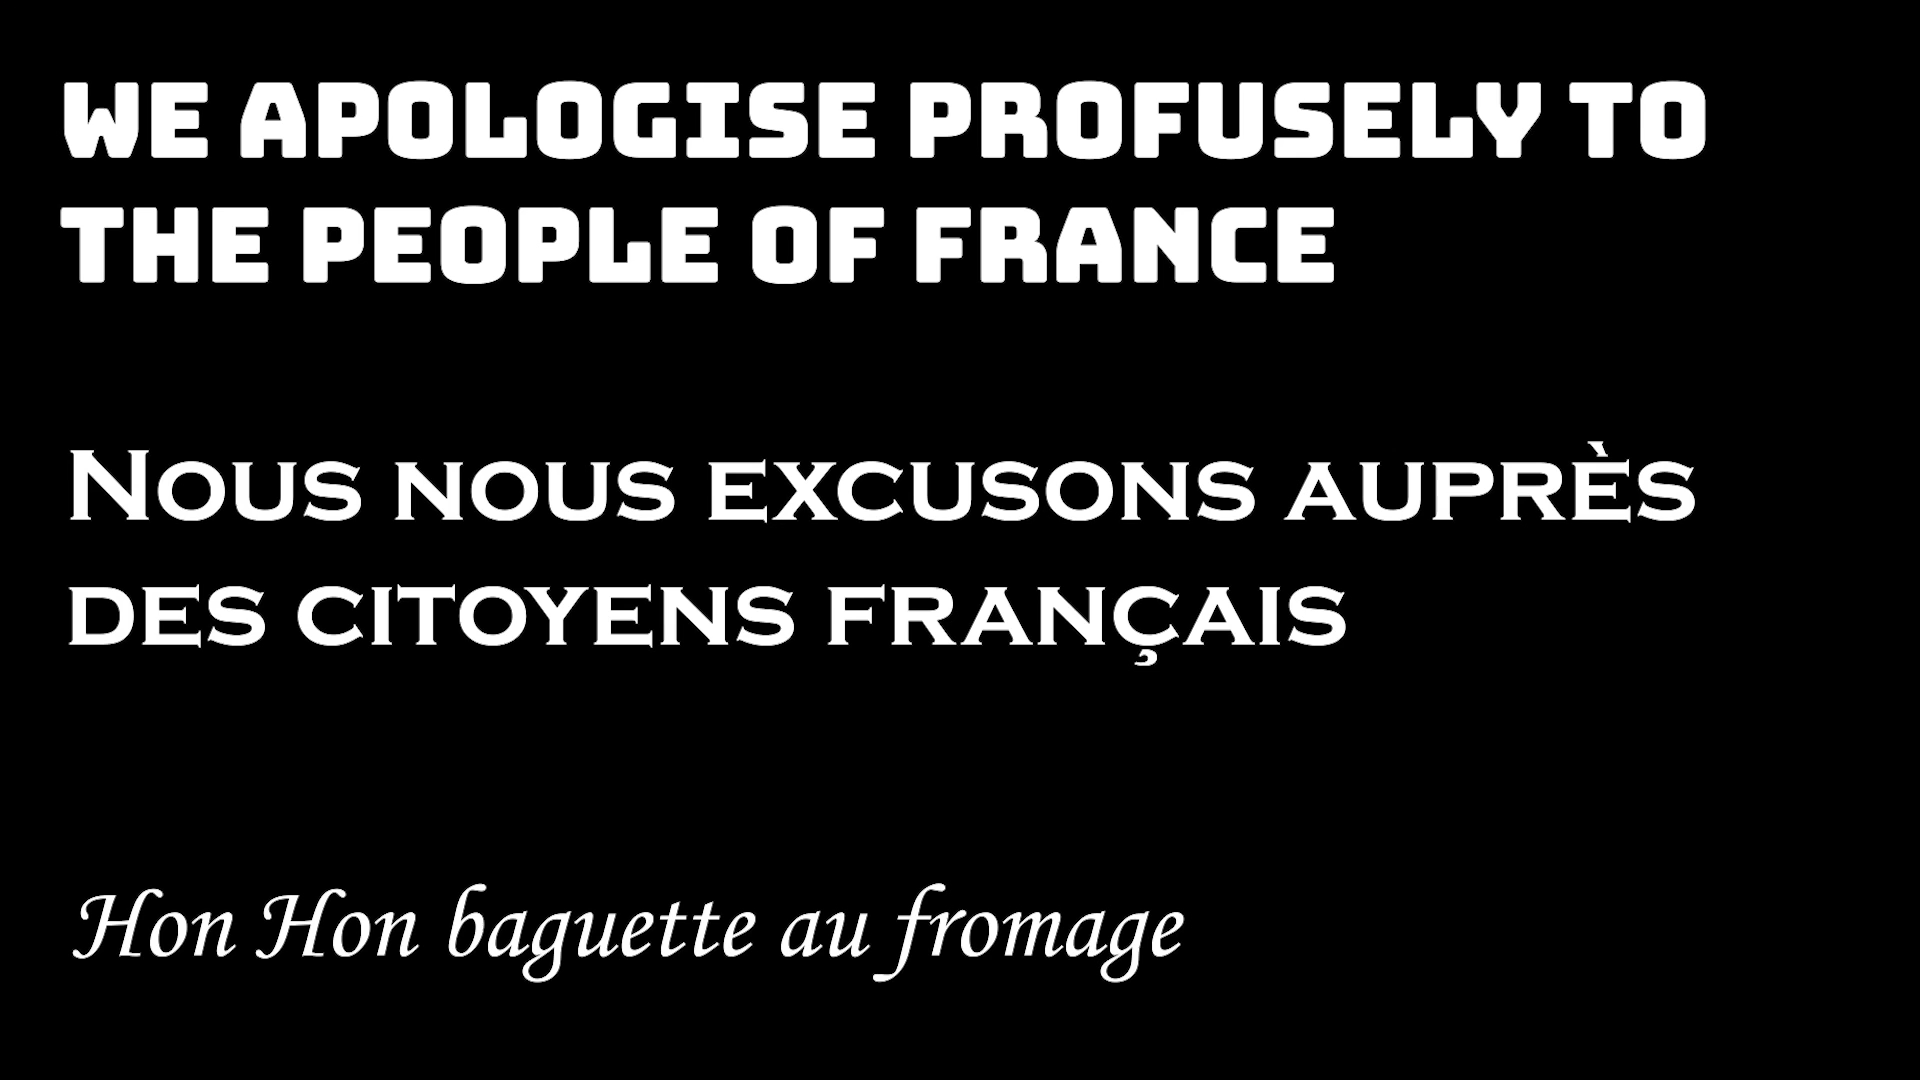 WE APOLOGISE PROFUSELY TO
THE PEOPLE OF FRANCE
Nous nous excusons auprès
des citoyens français
Hon Hon baguette au fromage